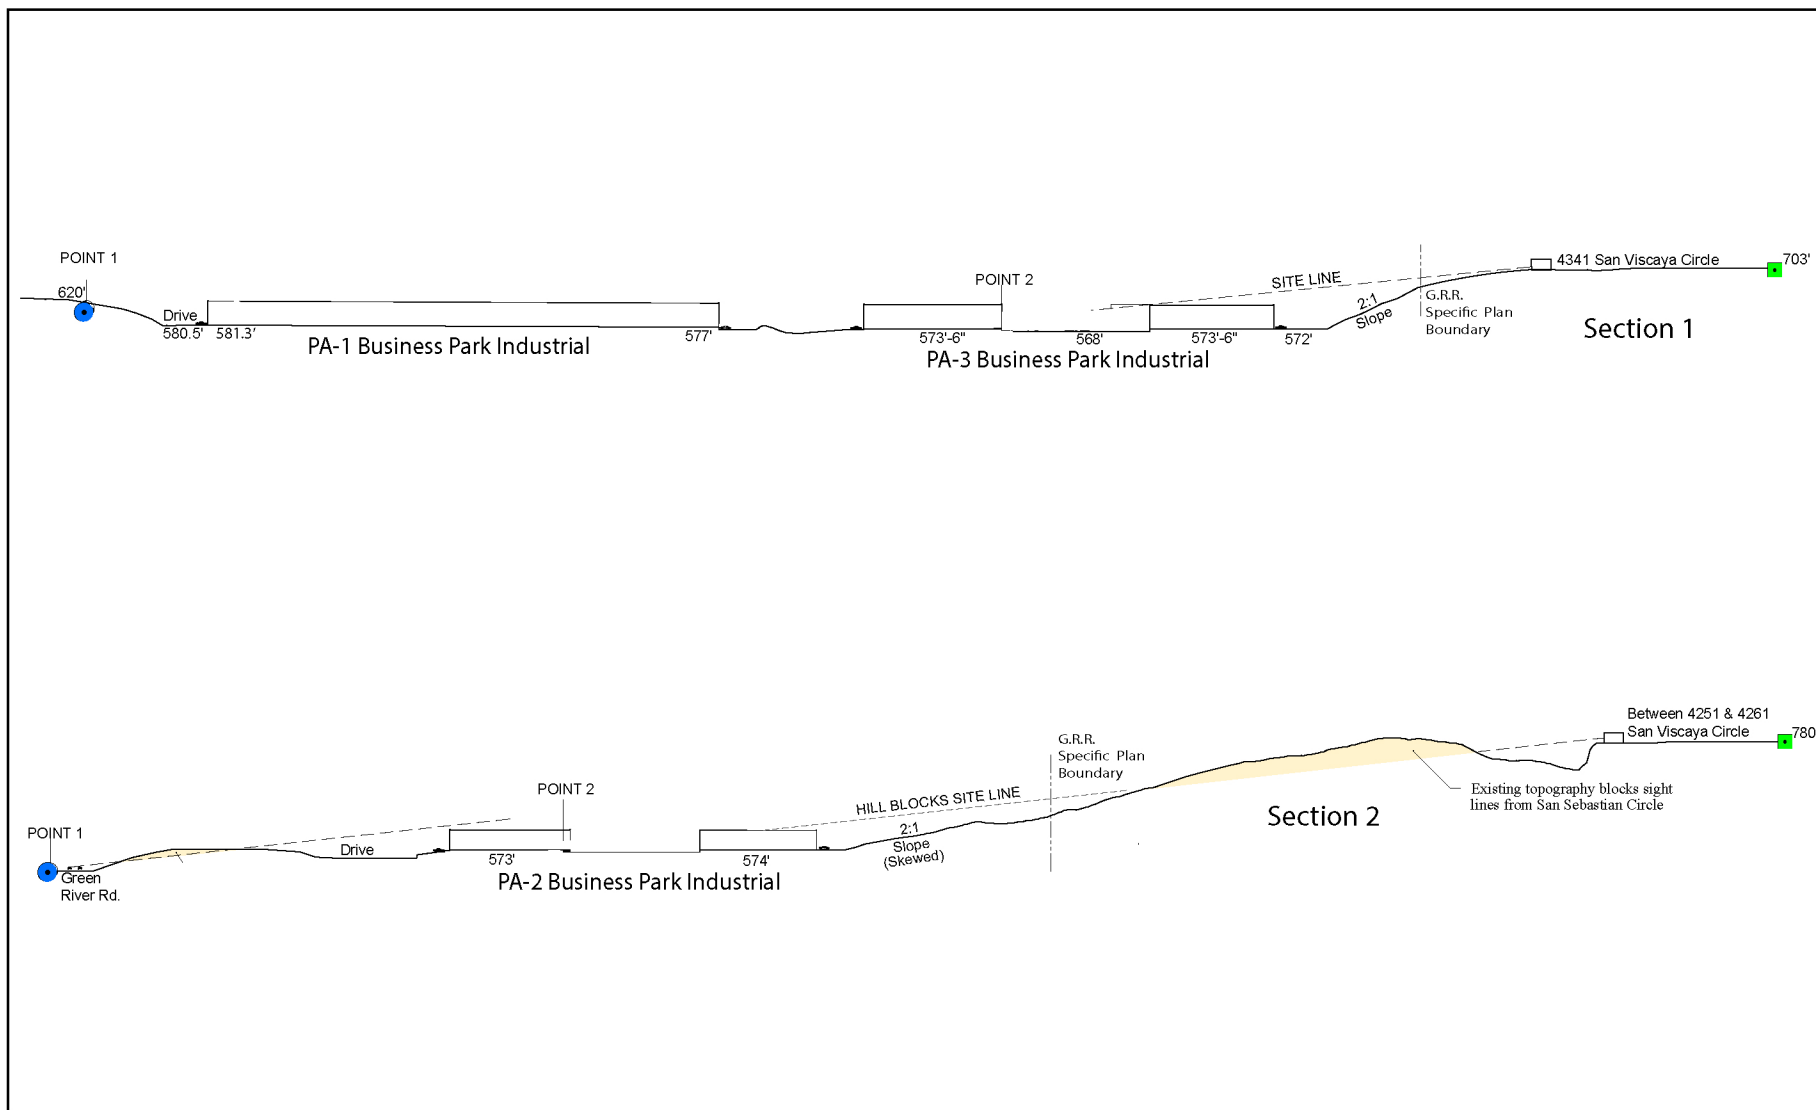 POINT 1
620'
Drive
580.5'
581.3'
577'
PA-1 Business Park Industrial
POINT 2
573'-6"
568'
573'-6"
572'
PA-3 Business Park Industrial
SITE LINE
2:1
Slope
G.R.R.
Specific Plan
Boundary
4341 San Viscaya Circle
703'
Section 1
POINT 1
Green
River Rd.
Drive
POINT 2
573'
574'
PA-2 Business Park Industrial
HILL BLOCKS SITE LINE
2:1
Slope
(Skewed)
G.R.R.
Specific Plan
Boundary
Between 4251 & 4261
San Viscaya Circle
780
Existing topography blocks sight
lines from San Sebastian Circle
Section 2